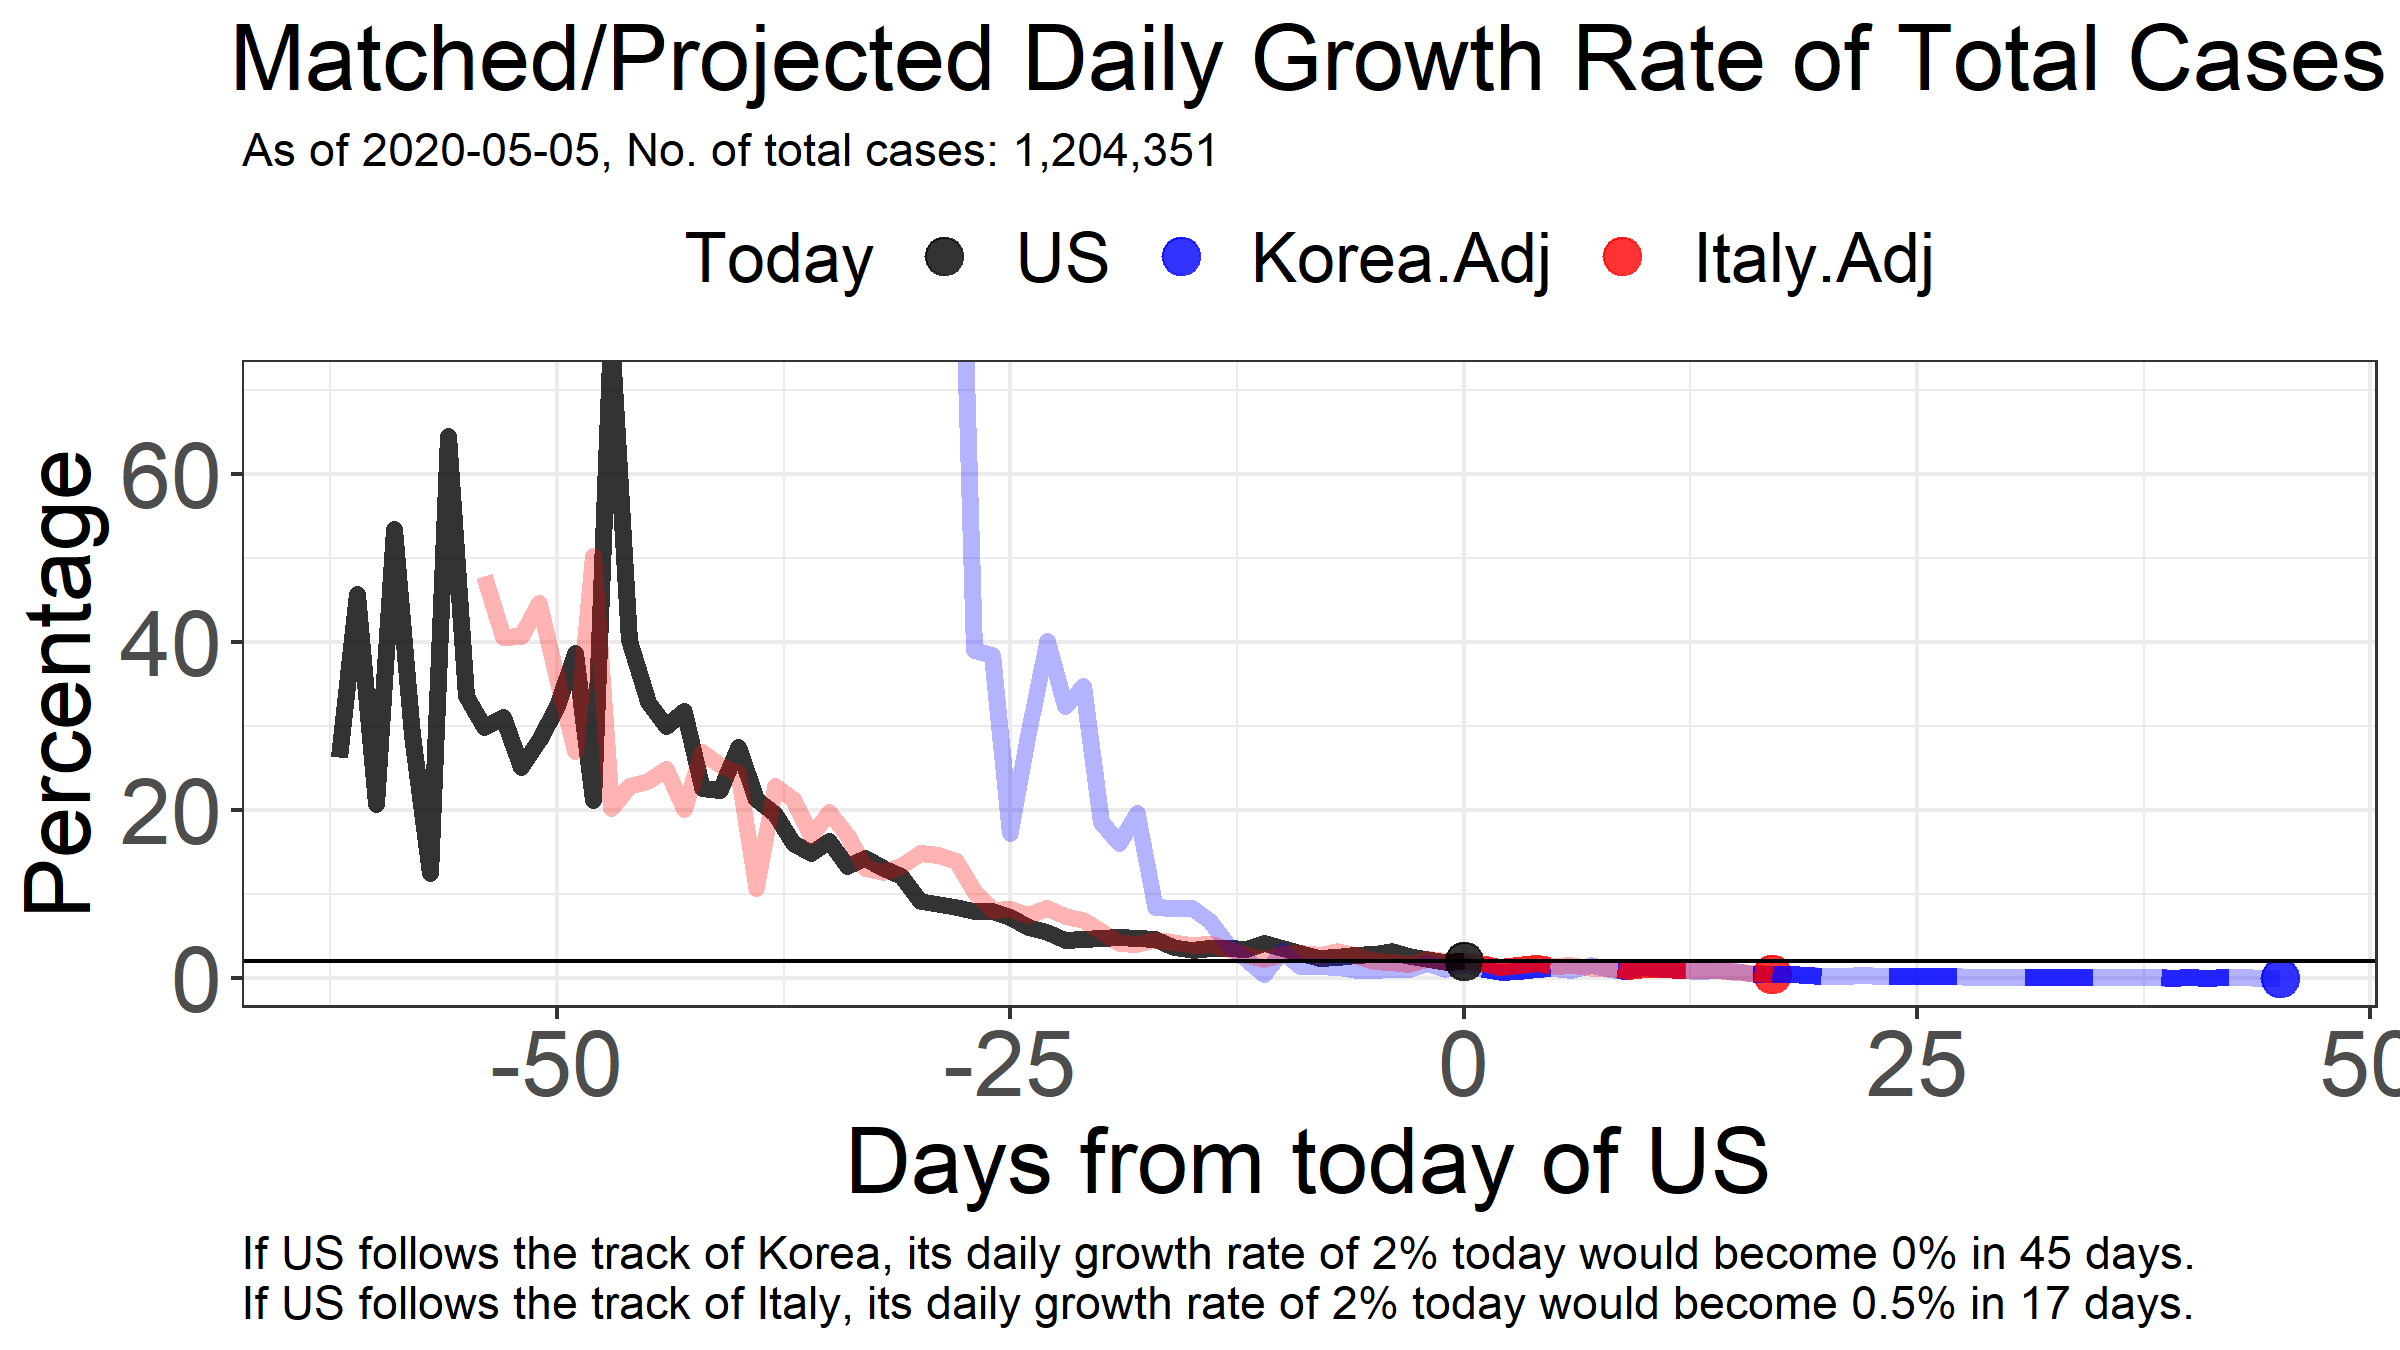 Matched/Projected Daily Growth Rate of Total Cases
As of 2020-05-05, No. of total cases: 1,204,351
Today US Korea.Adj Italy.Adj
Percentage
60
40
20
0
-50 -25 0 25 50
Days from today of US
If US follows the track of Korea, its daily growth rate of 2% today would become 0% in 45 days.
If US follows the track of Italy, its daily growth rate of 2% today would become 0.5% in 17 days.